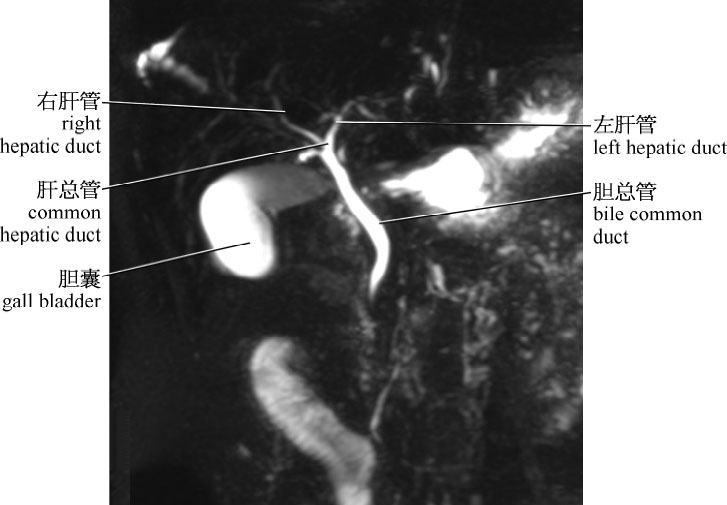 右肝管
right
hepatic duct
肝总管
common
hepatic duct
胆囊
gall bladder
左肝管
left hepatic duct
胆总管
bile common
duct